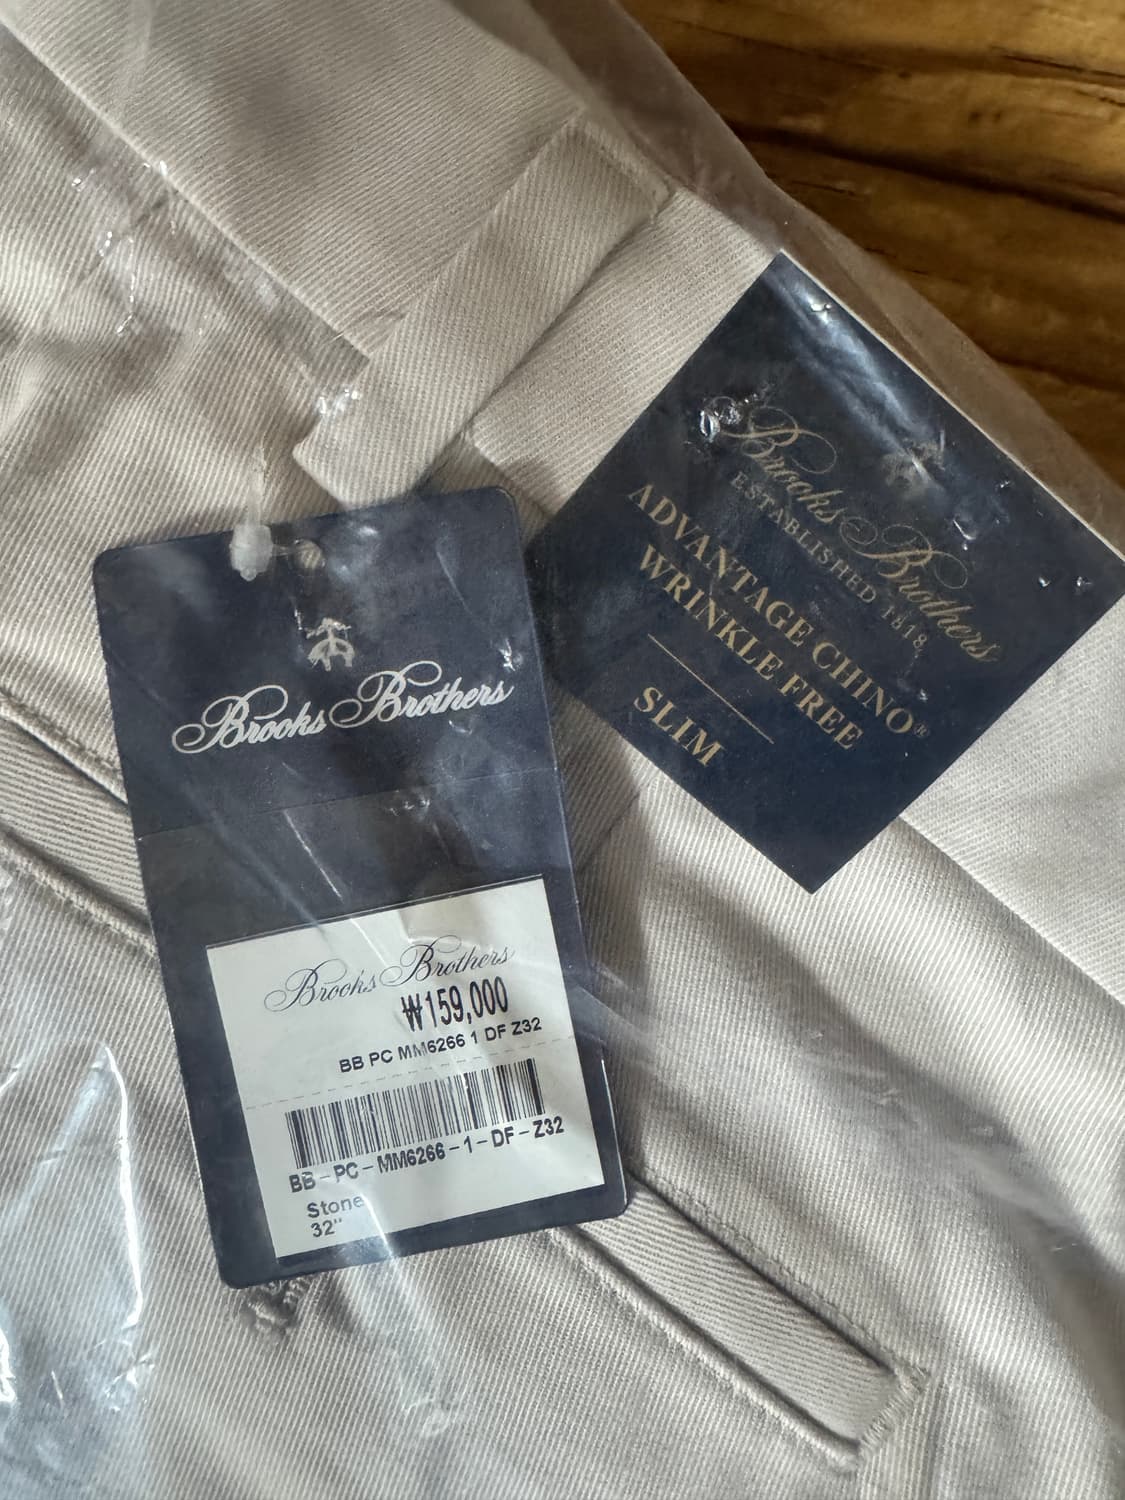 Brooks Brothers
ESTABLISHED 1818
ADVANTAGE CHINO®
WRINKLE FREE
SLIM
Brooks Brothers
Brooks Brothers
₩159,000
BB PC MM6266 1 DF Z32
BB-PC-MM6266-1-DF-Z32
Stone
32"